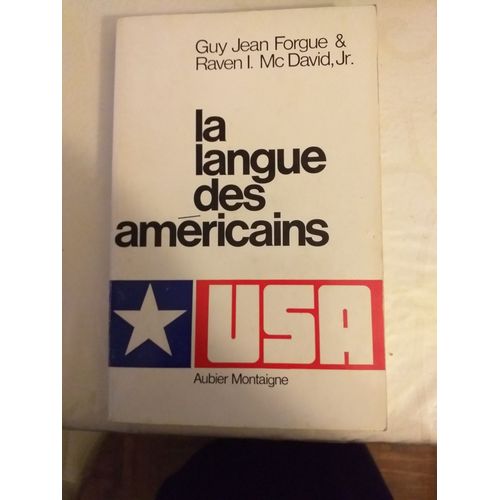 Guy Jean Forgue &
Raven I. Mc David, Jr.
la
langue
des
américains
USA
Aubier Montaigne